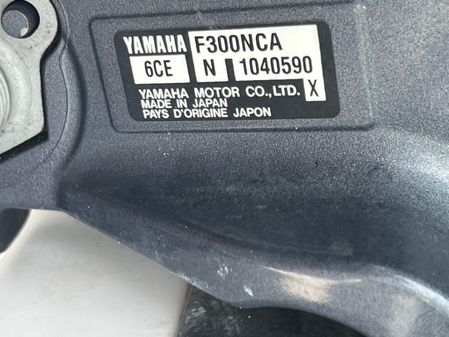 YAMAHA F300NCA
6CE N 1040590
YAMAHA MOTOR CO.,LTD. X
MADE IN JAPAN
PAYS D'ORIGINE JAPON